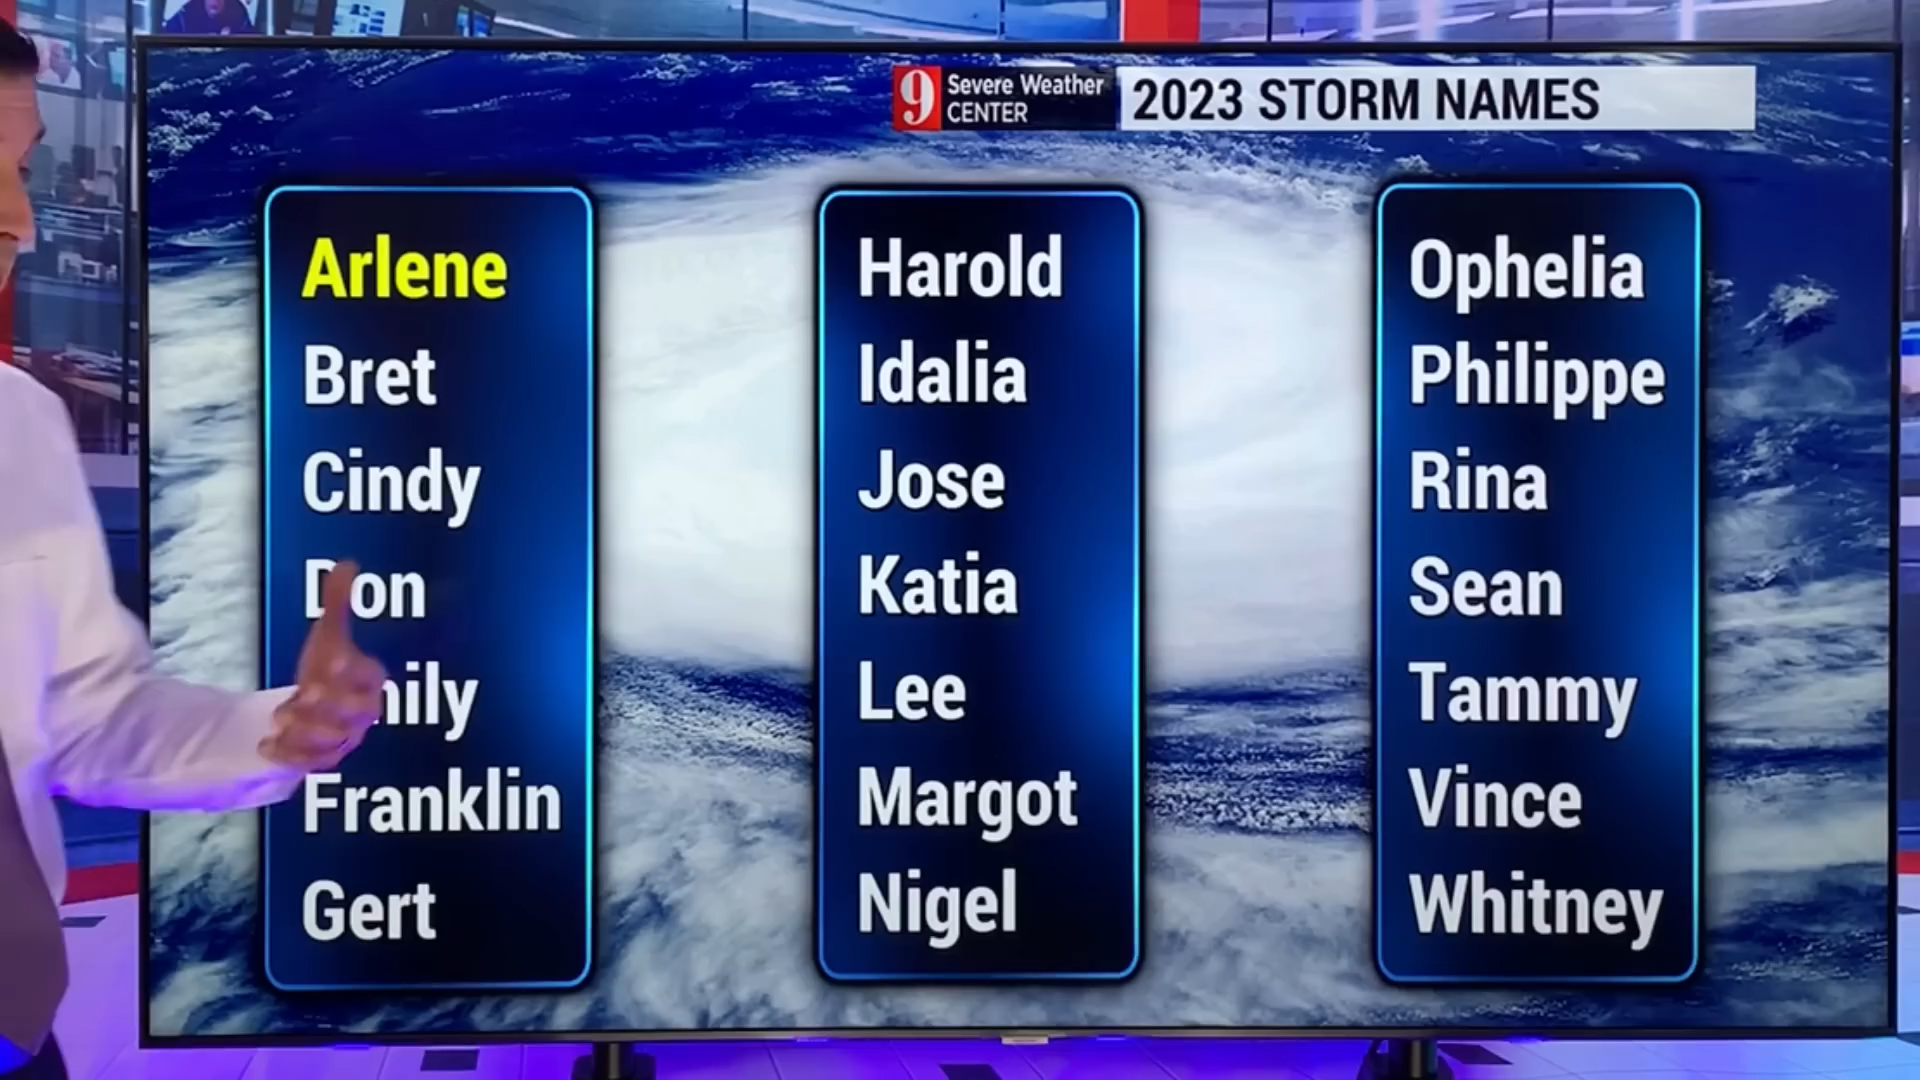 9 Severe Weather
CENTER
2023 STORM NAMES
Arlene
Bret
Cindy
Don
Franklin
Gert
Harold
Idalia
Jose
Katia
Lee
Margot
Nigel
Ophelia
Philippe
Rina
Sean
Tammy
Vince
Whitney